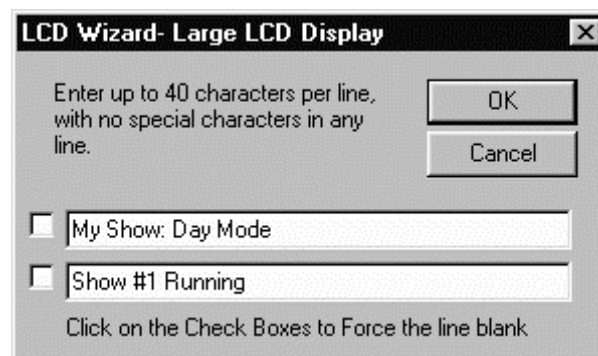 LCD Wizard- Large LCD Display
Enter up to 40 characters per line,
with no special characters in any
line.
OK
Cancel
My Show: Day Mode
Show #1 Running
Click on the Check Boxes to Force the line blank